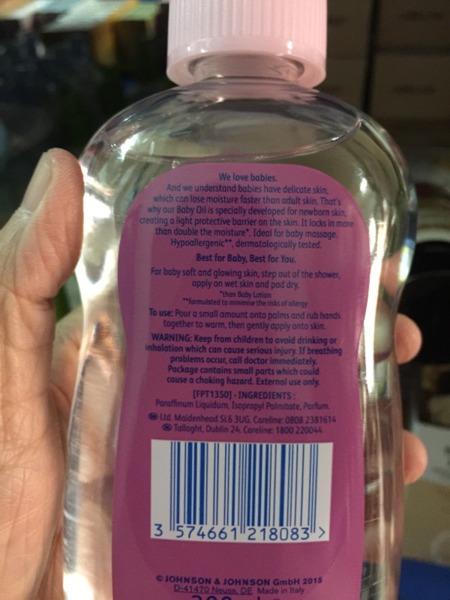 We love babies.
And we understand babies have delicate skin,
which can lose moisture faster than adult skin. That's
why our Baby Oil is specially developed for newborn skin,
creating a light protective barrier on the skin. It locks in more
than double the moisture*. Ideal for baby massage.
Hypoallergenic**, dermatologically tested.
Best for Baby, Best for You.
For baby soft and glowing skin, step out of the shower,
apply on wet skin and pad dry.
*than Baby Lotion
**formulated to minimise the risks of allergy
To use: Pour a small amount onto palms and rub hands
together to warm, then gently apply onto skin.
WARNING: Keep from children to avoid drinking or
inhalation which can cause serious injury. If breathing
problems occur, call doctor immediately.
Package contains small parts which could
cause a choking hazard. External use only.
[FPT1350] - INGREDIENTS:
Paraffinum Liquidum, Isopropyl Palmitate, Parfum.
Ltd. Maidenhead SL6 3UG. Careline: 0808 2381614
Tallaght, Dublin 24. Careline: 1800 220044
3 574661 218083 >
© JOHNSON & JOHNSON GmbH 2015
D-41470 Neuss, DE Made in Italy